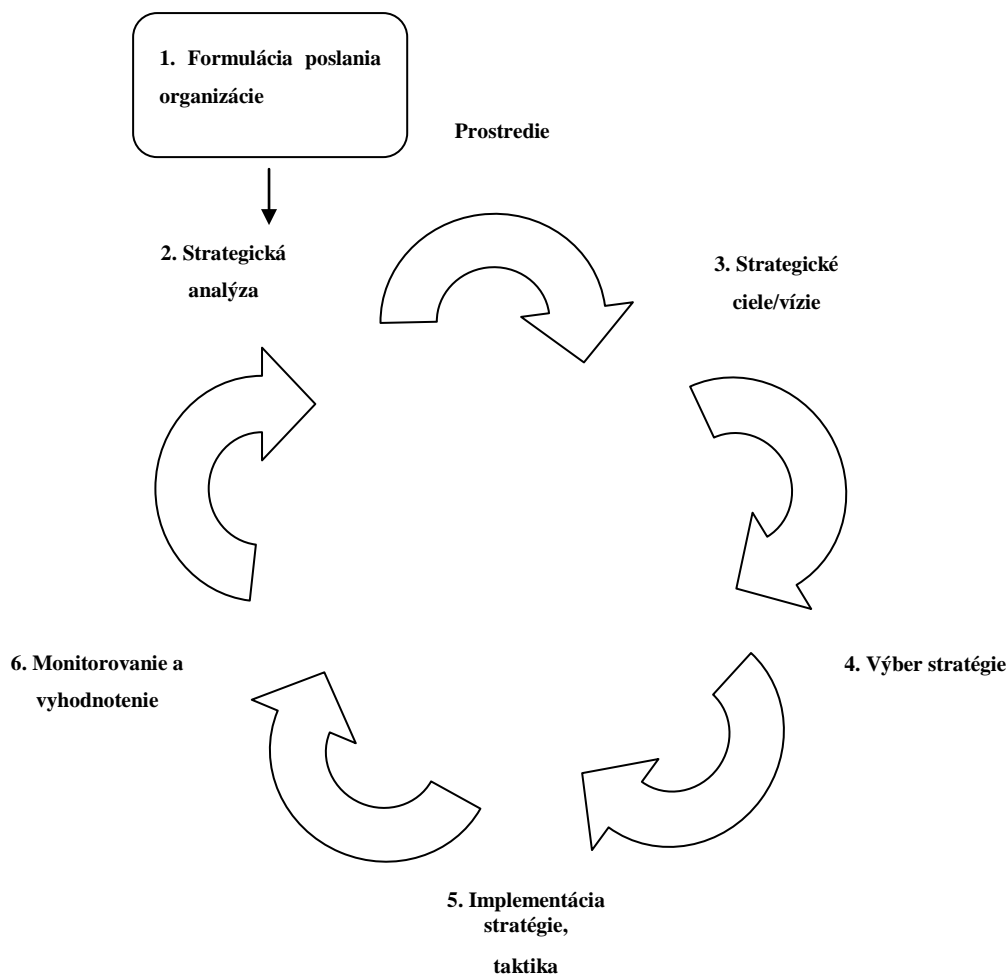 1. Formulácia poslania
organizácie
Prostredie
2. Strategická
analýza
3. Strategické
ciele/vízie
4. Výber stratégie
5. Implementácia
stratégie,
taktika
6. Monitorovanie a
vyhodnotenie